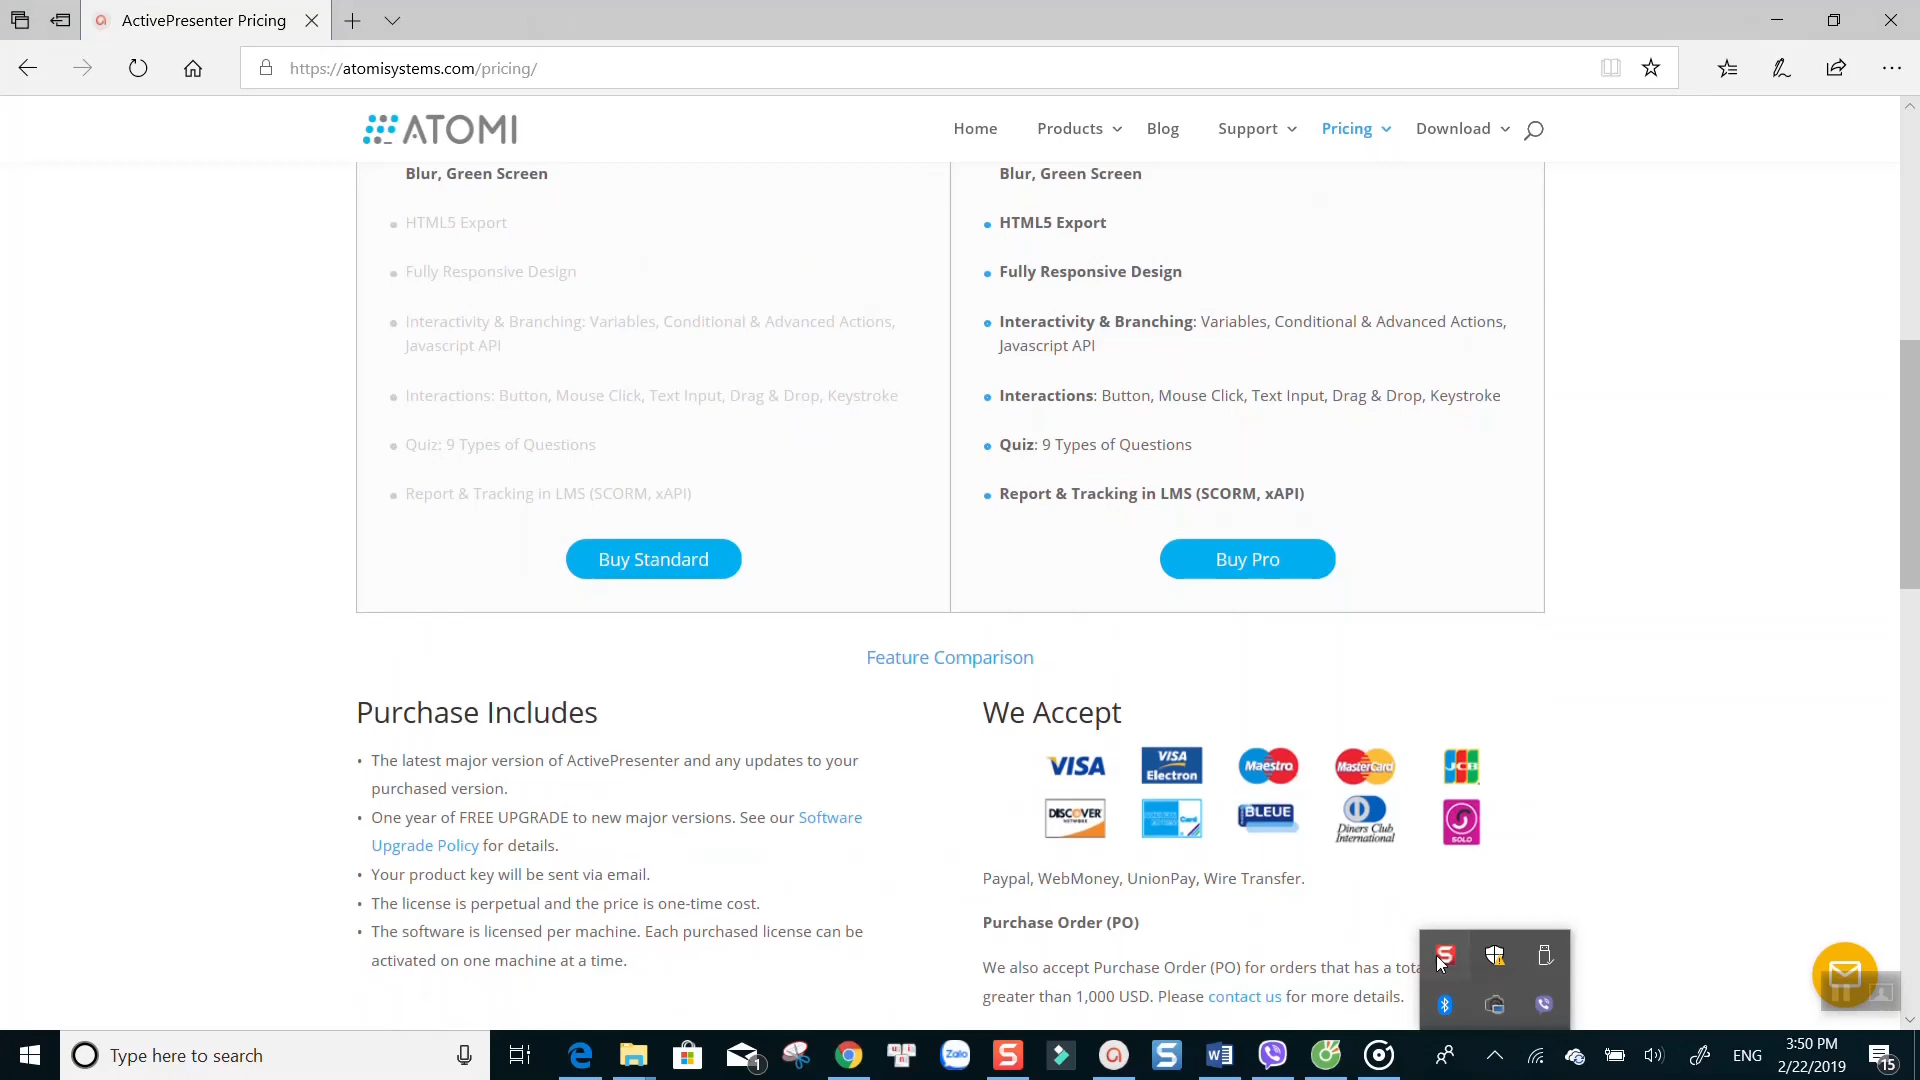 ActivePresenter Pricing
https://atomisystems.com/pricing/
ATOMI
Home
Products
Blog
Support
Pricing
Download
Blur, Green Screen
HTML5 Export
Fully Responsive Design
Interactivity & Branching: Variables, Conditional & Advanced Actions,
Javascript API
Interactions: Button, Mouse Click, Text Input, Drag & Drop, Keystroke
Quiz: 9 Types of Questions
Report & Tracking in LMS (SCORM, xAPI)
Buy Standard
Blur, Green Screen
HTML5 Export
Fully Responsive Design
Interactivity & Branching: Variables, Conditional & Advanced Actions,
Javascript API
Interactions: Button, Mouse Click, Text Input, Drag & Drop, Keystroke
Quiz: 9 Types of Questions
Report & Tracking in LMS (SCORM, xAPI)
Buy Pro
Feature Comparison
Purchase Includes
• The latest major version of ActivePresenter and any updates to your
purchased version.
• One year of FREE UPGRADE to new major versions. See our Software
Upgrade Policy for details.
• Your product key will be sent via email.
• The license is perpetual and the price is one-time cost.
• The software is licensed per machine. Each purchased license can be
activated on one machine at a time.
We Accept
VISA
VISA Electron
Maestro
MasterCard
JCB
DISCOVER NETWORK
Card
BLEUE
Diners Club International
SOLO
Paypal, WebMoney, UnionPay, Wire Transfer.
Purchase Order (PO)
We also accept Purchase Order (PO) for orders that has a tota
greater than 1,000 USD. Please contact us for more details.
Type here to search
1
Zalo
ENG
3:50 PM
2/22/2019
15